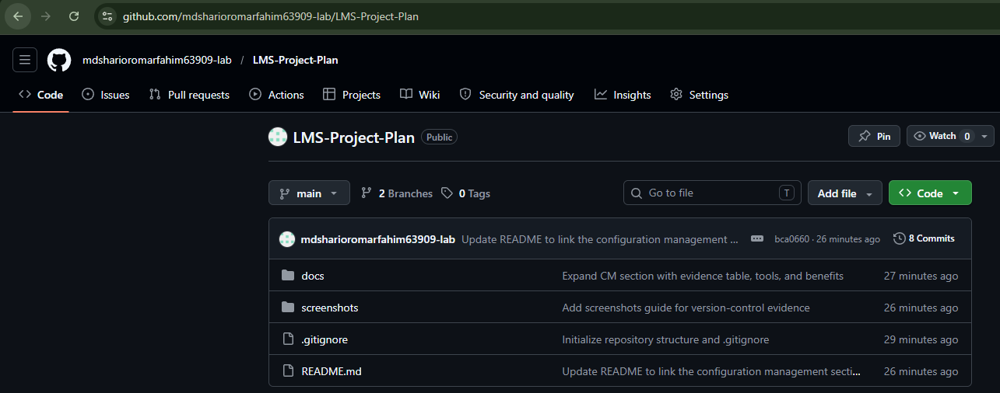 github.com/mdsharioromarfahim63909-lab/LMS-Project-Plan
mdsharioromarfahim63909-lab / LMS-Project-Plan
Code Issues Pull requests Actions Projects Wiki Security and quality Insights Settings
LMS-Project-Plan Public Pin Watch 0
main 2 Branches 0 Tags Go to file T Add file Code
mdsharioromarfahim63909-lab Update README to link the configuration management ... bca0660 · 26 minutes ago 8 Commits
docs Expand CM section with evidence table, tools, and benefits 27 minutes ago
screenshots Add screenshots guide for version-control evidence 26 minutes ago
.gitignore Initialize repository structure and .gitignore 29 minutes ago
README.md Update README to link the configuration management secti... 26 minutes ago